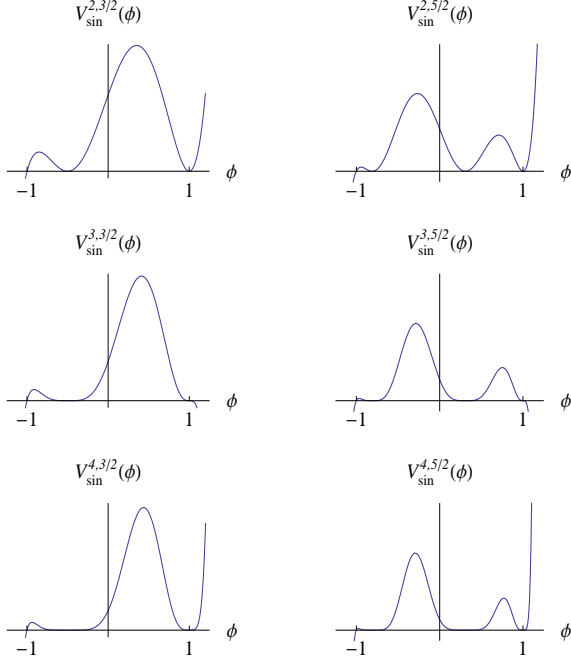 V_sin^{2,3/2}(ϕ) V_sin^{2,5/2}(ϕ)
−1 1 ϕ −1 1 ϕ
V_sin^{3,3/2}(ϕ) V_sin^{3,5/2}(ϕ)
−1 1 ϕ −1 1 ϕ
V_sin^{4,3/2}(ϕ) V_sin^{4,5/2}(ϕ)
−1 1 ϕ −1 1 ϕ